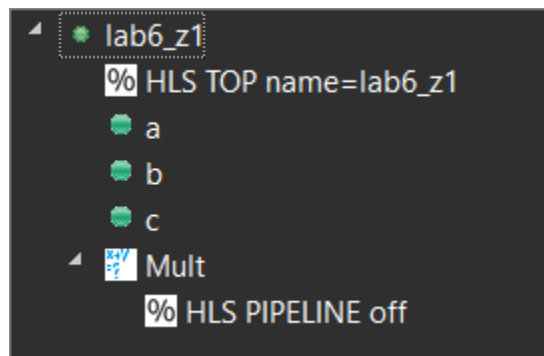 lab6_z1
% HLS TOP name=lab6_z1
a
b
c
Mult
% HLS PIPELINE off